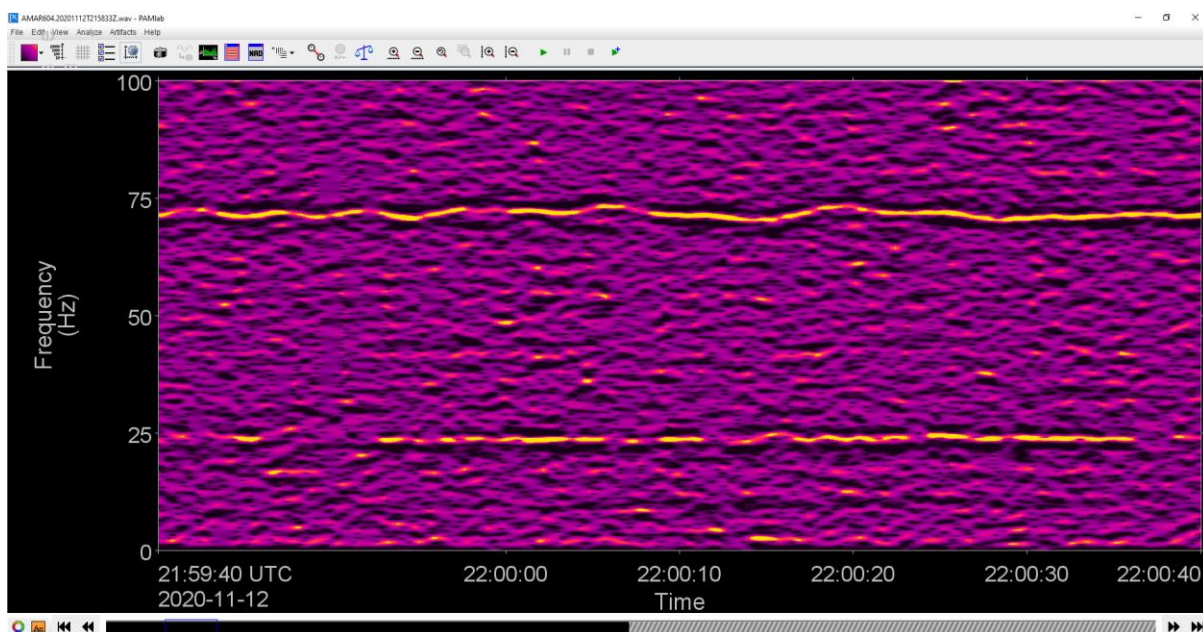 AMAR604.20201112T215833Z.wav - PAMlab
File Edit View Analyze Artifacts Help
NRD
100
75
50
25
0
Frequency
(Hz)
21:59:40 UTC
2020-11-12
22:00:00
22:00:10
22:00:20
22:00:30
22:00:40
Time